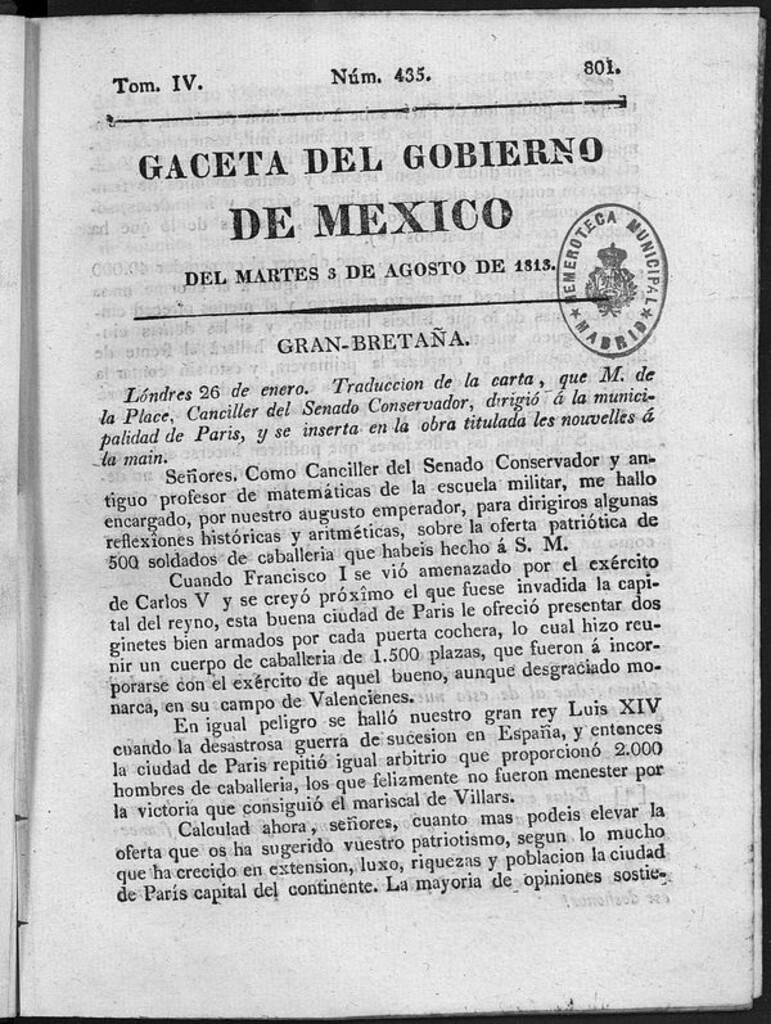 Tom. IV. Núm. 435. 801.
GACETA DEL GOBIERNO
DE MEXICO
DEL MARTES 3 DE AGOSTO DE 1813.
HEMEROTECA MUNICIPAL
* MADRID *
GRAN-BRETAÑA.
Lóndres 26 de enero. Traduccion de la carta, que M. de
la Place, Canciller del Senado Conservador, dirigió á la munici-
palidad de Paris, y se inserta en la obra titulada les nouvelles á
la main.
Señores. Como Canciller del Senado Conservador y an-
tiguo profesor de matemáticas de la escuela militar, me hallo
encargado, por nuestro augusto emperador, para dirigiros algunas
reflexiones históricas y aritméticas, sobre la oferta patriótica de
500 soldados de caballeria que habeis hecho á S. M.
Cuando Francisco I se vió amenazado por el exército
de Carlos V y se creyó próxîmo el que fuese invadida la capi-
tal del reyno, esta buena ciudad de Paris le ofreció presentar dos
ginetes bien armados por cada puerta cochera, lo cual hizo reu-
nir un cuerpo de caballeria de 1.500 plazas, que fueron á incor-
porarse con el exército de aquel bueno, aunque desgraciado mo-
narca, en su campo de Valencienes.
En igual peligro se halló nuestro gran rey Luis XIV
cuando la desastrosa guerra de sucesion en España, y entonces
la ciudad de Paris repitió igual arbitrio que proporcionó 2.000
hombres de caballeria, los que felizmente no fueron menester por
la victoria que consiguió el mariscal de Villars.
Calculad ahora, señores, cuanto mas podeis elevar la
oferta que os ha sugerido vuestro patriotismo, segun lo mucho
que ha crecido en extension, luxo, riquezas y poblacion la ciudad
de París capital del continente. La mayoria de opiniones sostie-